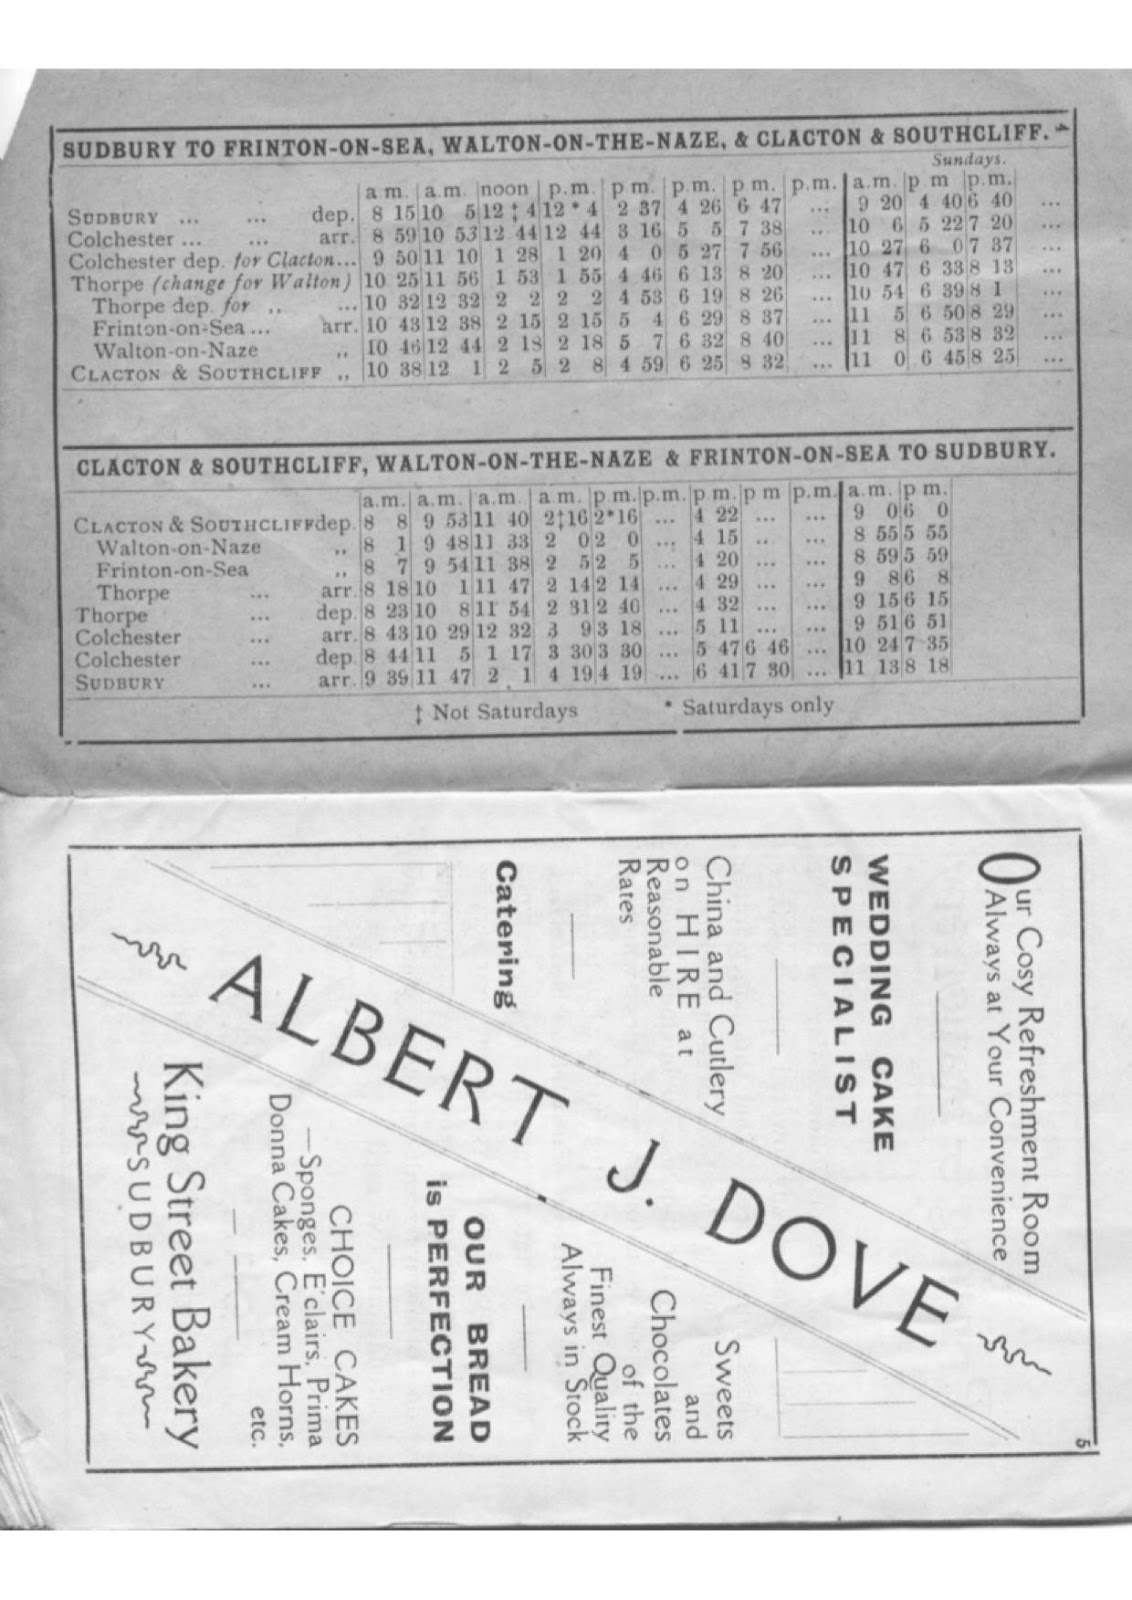 SUDBURY TO FRINTON-ON-SEA, WALTON-ON-THE-NAZE, & CLACTON & SOUTHCLIFF.
Sundays.
a.m. a.m. noon p.m. p.m. p.m. p.m. p.m. a.m. p m p.m.
SUDBURY ... ... dep. 8 15 10 5 12 ‡ 4 12 * 4 2 37 4 26 6 47 ... 9 20 4 40 6 40 ...
Colchester ... ... arr. 8 59 10 53 12 44 12 44 3 16 5 5 7 38 ... 10 6 5 22 7 20 ...
Colchester dep. for Clacton... 9 50 11 10 1 28 1 20 4 0 5 27 7 56 ... 10 27 6 0 7 37 ...
Thorpe (change for Walton) 10 25 11 56 1 53 1 55 4 46 6 13 8 20 ... 10 47 6 33 8 13 ...
Thorpe dep. for ,, ... 10 32 12 32 2 2 2 2 4 53 6 19 8 26 ... 10 54 6 39 8 1 ...
Frinton-on-Sea ... arr. 10 43 12 38 2 15 2 15 5 4 6 29 8 37 ... 11 5 6 50 8 29 ...
Walton-on-Naze ,, 10 46 12 44 2 18 2 18 5 7 6 32 8 40 ... 11 8 6 53 8 32 ...
CLACTON & SOUTHCLIFF ,, 10 38 12 1 2 5 2 8 4 59 6 25 8 32 ... 11 0 6 45 8 25 ...
CLACTON & SOUTHCLIFF, WALTON-ON-THE-NAZE & FRINTON-ON-SEA TO SUDBURY.
a.m. a.m. a.m. a.m. p.m. p.m. p.m. p m p.m. a.m. p m.
CLACTON & SOUTHCLIFF dep. 8 8 9 53 11 40 2‡16 2*16 ... 4 22 ... ... 9 0 6 0
Walton-on-Naze ,, 8 1 9 48 11 33 2 0 2 0 ... 4 15 .. ... 8 55 5 55
Frinton-on-Sea ,, 8 7 9 54 11 38 2 5 2 5 ... 4 20 ... ... 8 59 5 59
Thorpe ... arr. 8 18 10 1 11 47 2 14 2 14 ... 4 29 ... ... 9 8 6 8
Thorpe ... dep. 8 23 10 8 11 54 2 31 2 40 ... 4 32 ... ... 9 15 6 15
Colchester ... arr. 8 43 10 29 12 32 3 9 3 18 ... 5 11 ... ... 9 51 6 51
Colchester ... dep. 8 44 11 5 1 17 3 30 3 30 ... 5 47 6 46 ... 10 24 7 35
SUDBURY ... arr. 9 39 11 47 2 1 4 19 4 19 ... 6 41 7 30 ... 11 13 8 18
† Not Saturdays * Saturdays only
5
Our Cosy Refreshment Room
Always at Your Convenience
WEDDING CAKE
SPECIALIST
China and Cutlery
on HIRE at
Reasonable
Rates
Catering
ALBERT J. DOVE
Sweets
and
Chocolates
of the
Finest Quality
Always in Stock
OUR BREAD
is PERFECTION
CHOICE CAKES
—Sponges, E'clairs, Prima
Donna Cakes, Cream Horns,
etc.
King Street Bakery
SUDBURY